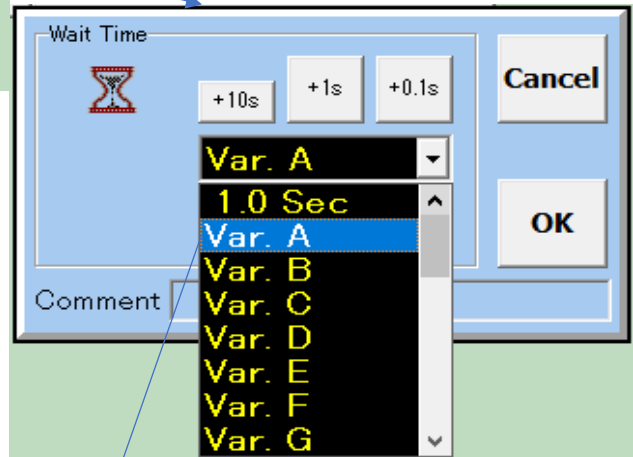 Wait Time
+10s
+1s
+0.1s
Cancel
Var. A
1.0 Sec
Var. A
OK
Var. B
Comment
Var. C
Var. D
Var. E
Var. F
Var. G